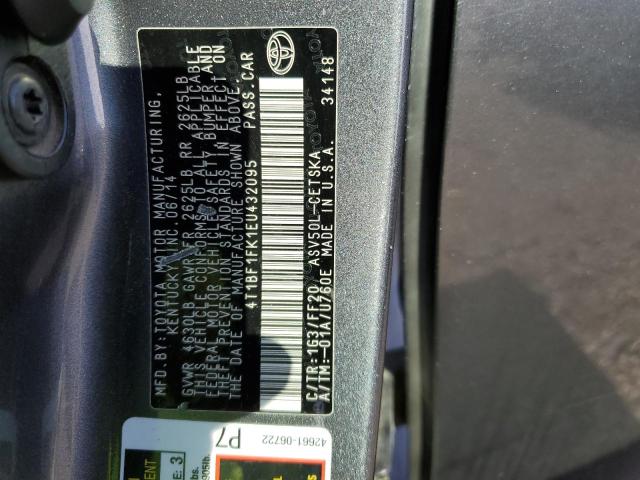 MFD. BY: TOYOTA MOTOR MANUFACTURING,
KENTUCKY, INC. 06/14
GVWR 4630LB GAWR FR 2625LB RR 2625LB
THIS VEHICLE CONFORMS TO ALL APPLICABLE
FEDERAL MOTOR VEHICLE SAFETY, BUMPER, AND
THEFT PREVENTION STANDARDS IN EFFECT ON
THE DATE OF MANUFACTURE SHOWN ABOVE.
4T1BF1FK1EU432095 PASS. CAR
C/TR: 1G3/FF20 ASV50L-CETSKA
A/TM: -01A/U760E MADE IN U.S.A. 34148
TOYOTA
P7
42661-06722
ENT
E: 3